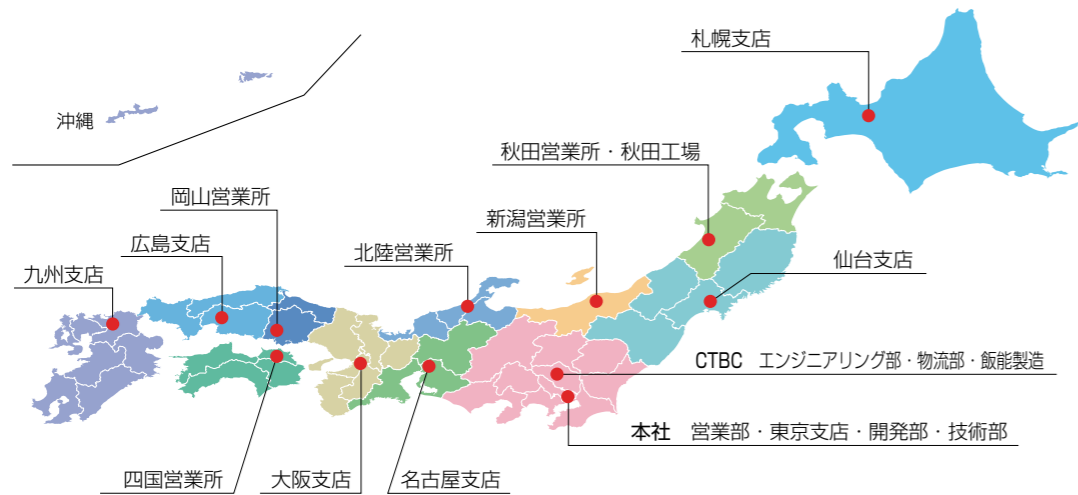 札幌支店
沖縄
秋田営業所・秋田工場
岡山営業所
新潟営業所
広島支店
北陸営業所
仙台支店
九州支店
CTBC エンジニアリング部・物流部・飯能製造
本社 営業部・東京支店・開発部・技術部
四国営業所
大阪支店
名古屋支店